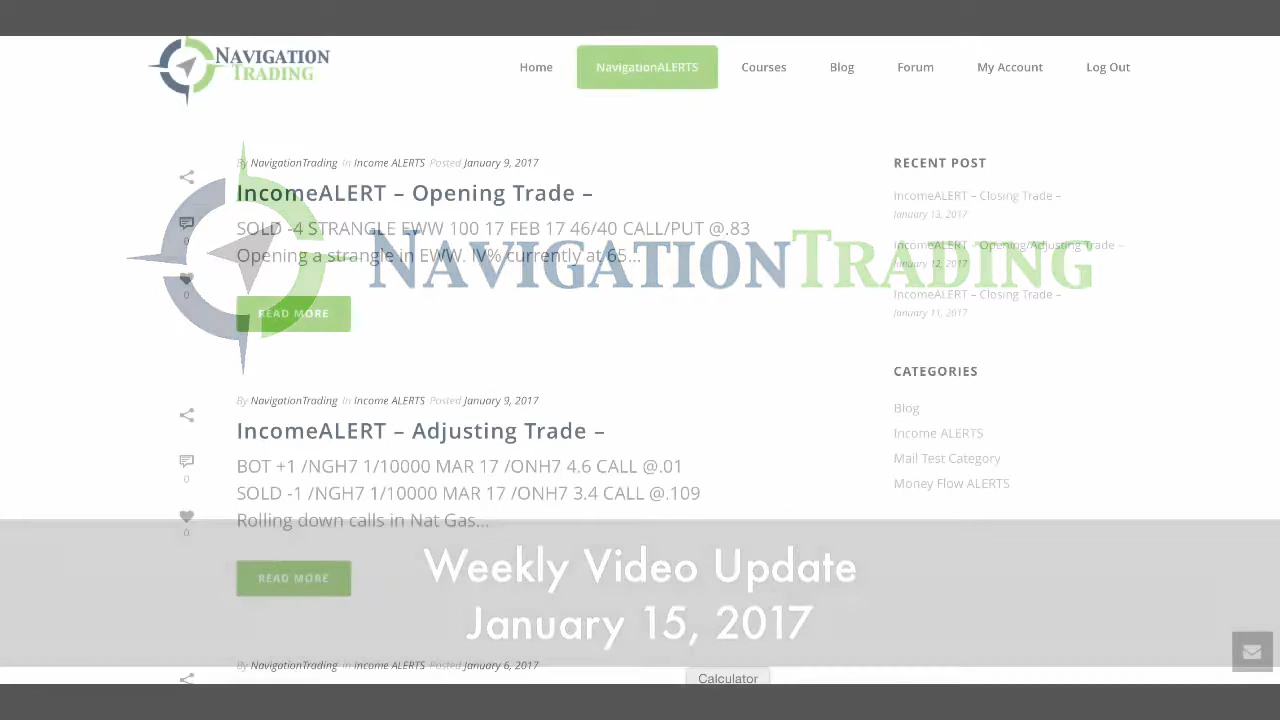 NAVIGATION
TRADING
Home
NavigationALERTS
Courses
Blog
Forum
My Account
Log Out
By NavigationTrading In Income ALERTS Posted January 9, 2017
IncomeALERT – Opening Trade –
SOLD -4 STRANGLE EWW 100 17 FEB 17 46/40 CALL/PUT @.83
Opening a strangle in EWW. IV% currently at 65...
0
0
READ MORE
NAVIGATIONTRADING
RECENT POST
IncomeALERT – Closing Trade –
January 13, 2017
IncomeALERT – Opening/Adjusting Trade –
January 12, 2017
IncomeALERT – Closing Trade –
January 11, 2017
CATEGORIES
Blog
Income ALERTS
Mail Test Category
Money Flow ALERTS
By NavigationTrading In Income ALERTS Posted January 9, 2017
IncomeALERT – Adjusting Trade –
BOT +1 /NGH7 1/10000 MAR 17 /ONH7 4.6 CALL @.01
SOLD -1 /NGH7 1/10000 MAR 17 /ONH7 3.4 CALL @.109
Rolling down calls in Nat Gas...
0
0
READ MORE
Weekly Video Update
January 15, 2017
By NavigationTrading In Income ALERTS Posted January 6, 2017
Calculator